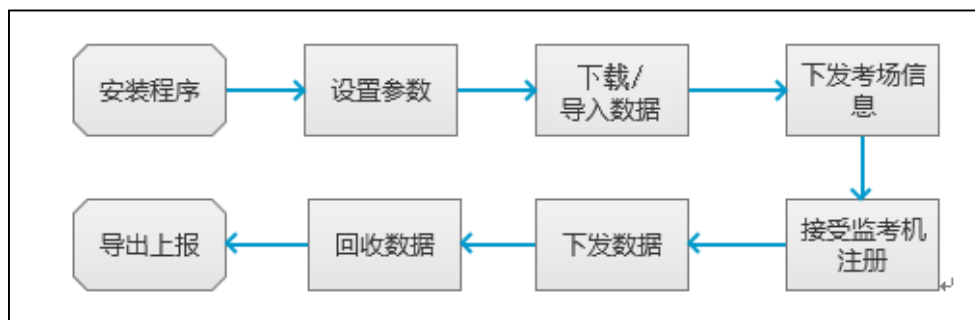 安装程序
设置参数
下载/
导入数据
下发考场信
息
接受监考机
注册
下发数据
回收数据
导出上报